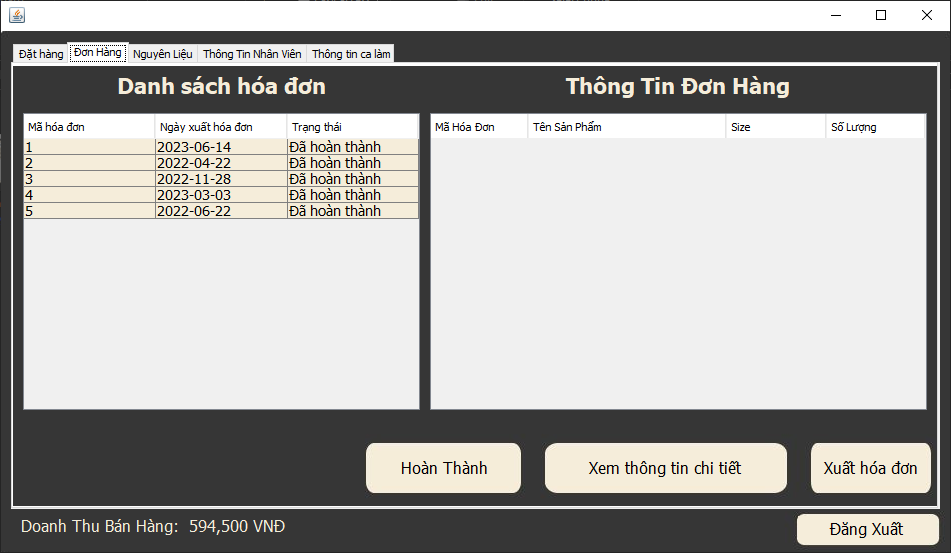 Đặt hàng Đơn Hàng Nguyên Liệu Thông Tin Nhân Viên Thông tin ca làm
Danh sách hóa đơn
Mã hóa đơn Ngày xuất hóa đơn Trạng thái
1 2023-06-14 Đã hoàn thành
2 2022-04-22 Đã hoàn thành
3 2022-11-28 Đã hoàn thành
4 2023-03-03 Đã hoàn thành
5 2022-06-22 Đã hoàn thành
Thông Tin Đơn Hàng
Mã Hóa Đơn Tên Sản Phẩm Size Số Lượng
Hoàn Thành Xem thông tin chi tiết Xuất hóa đơn
Doanh Thu Bán Hàng: 594,500 VNĐ
Đăng Xuất